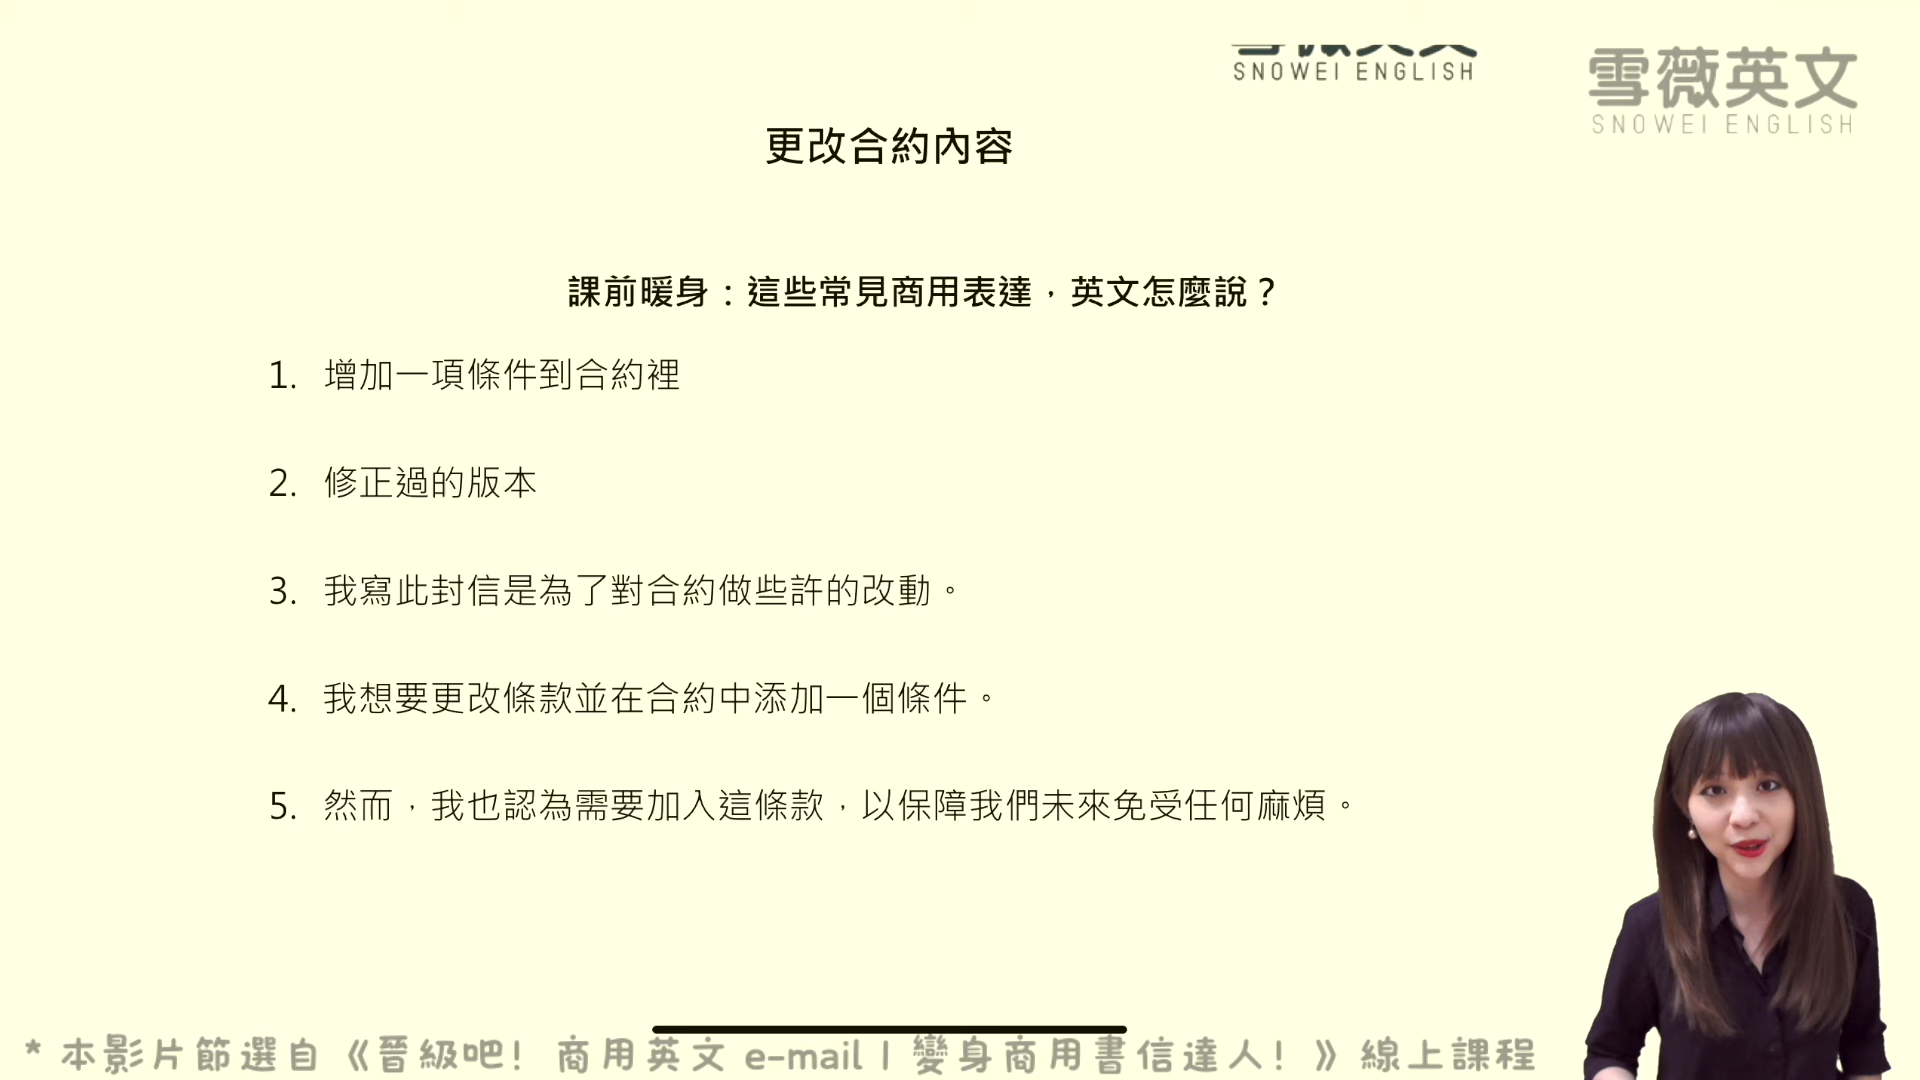 SNOWEI ENGLISH
雪薇英文
SNOWEI ENGLISH
更改合約內容
課前暖身：這些常見商用表達，英文怎麼說？
1. 增加一項條件到合約裡
2. 修正過的版本
3. 我寫此封信是為了對合約做些許的改動。
4. 我想要更改條款並在合約中添加一個條件。
5. 然而，我也認為需要加入這條款，以保障我們未來免受任何麻煩。
* 本影片節選自《晉級吧！商用英文 e-mail | 變身商用書信達人！》線上課程